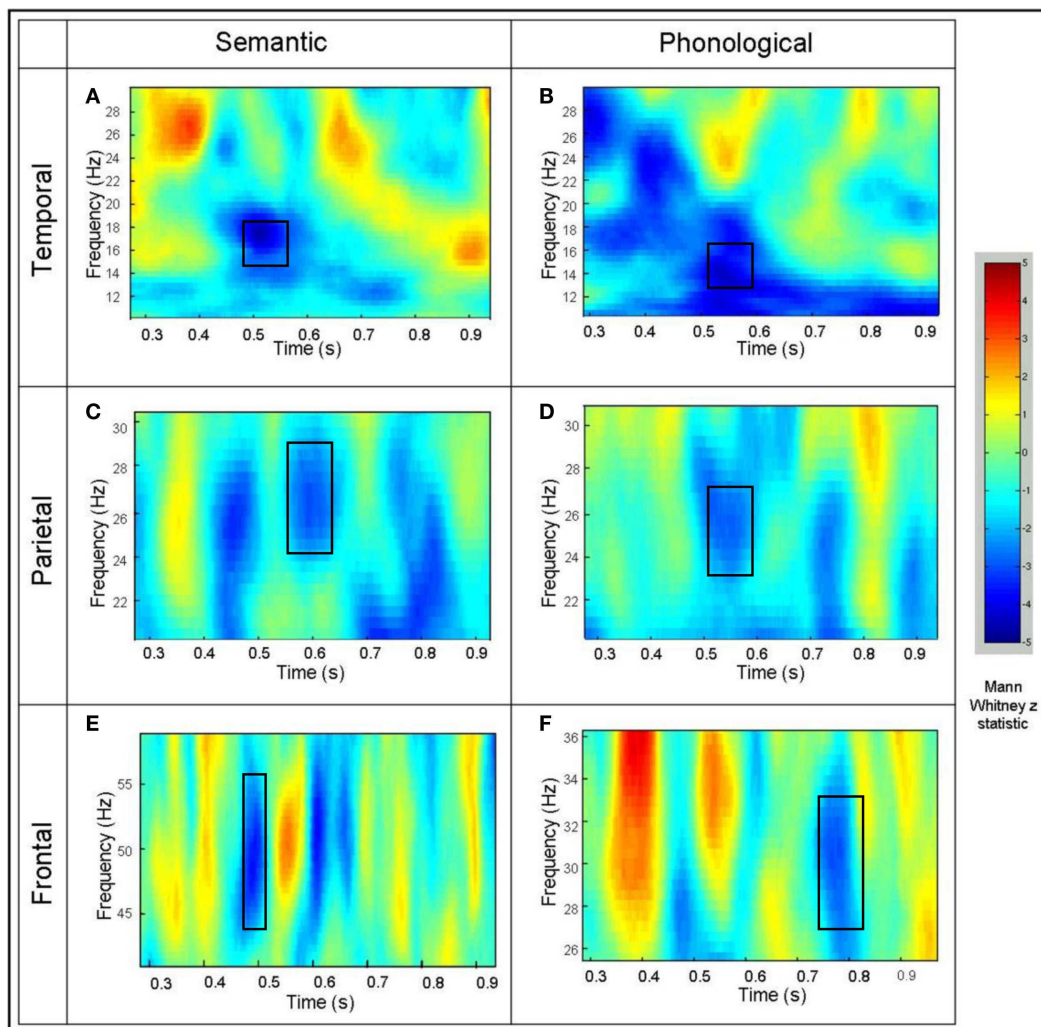 Semantic
Phonological
Temporal
A
Frequency (Hz)
28
26
24
22
20
18
16
14
12
0.3 0.4 0.5 0.6 0.7 0.8 0.9
Time (s)
B
Frequency (Hz)
28
26
24
22
20
18
16
14
12
0.3 0.4 0.5 0.6 0.7 0.8 0.9
Time (s)
Parietal
C
Frequency (Hz)
30
28
26
24
22
0.3 0.4 0.5 0.6 0.7 0.8 0.9
Time (s)
D
Frequency (Hz)
30
28
26
24
22
0.3 0.4 0.5 0.6 0.7 0.8 0.9
Time (s)
Frontal
E
Frequency (Hz)
55
50
45
0.3 0.4 0.5 0.6 0.7 0.8 0.9
Time (s)
F
Frequency (Hz)
36
34
32
30
28
26
0.3 0.4 0.5 0.6 0.7 0.8 0.9
Time (s)
5
4
3
2
1
0
-1
-2
-3
-4
-5
Mann
Whitney z
statistic